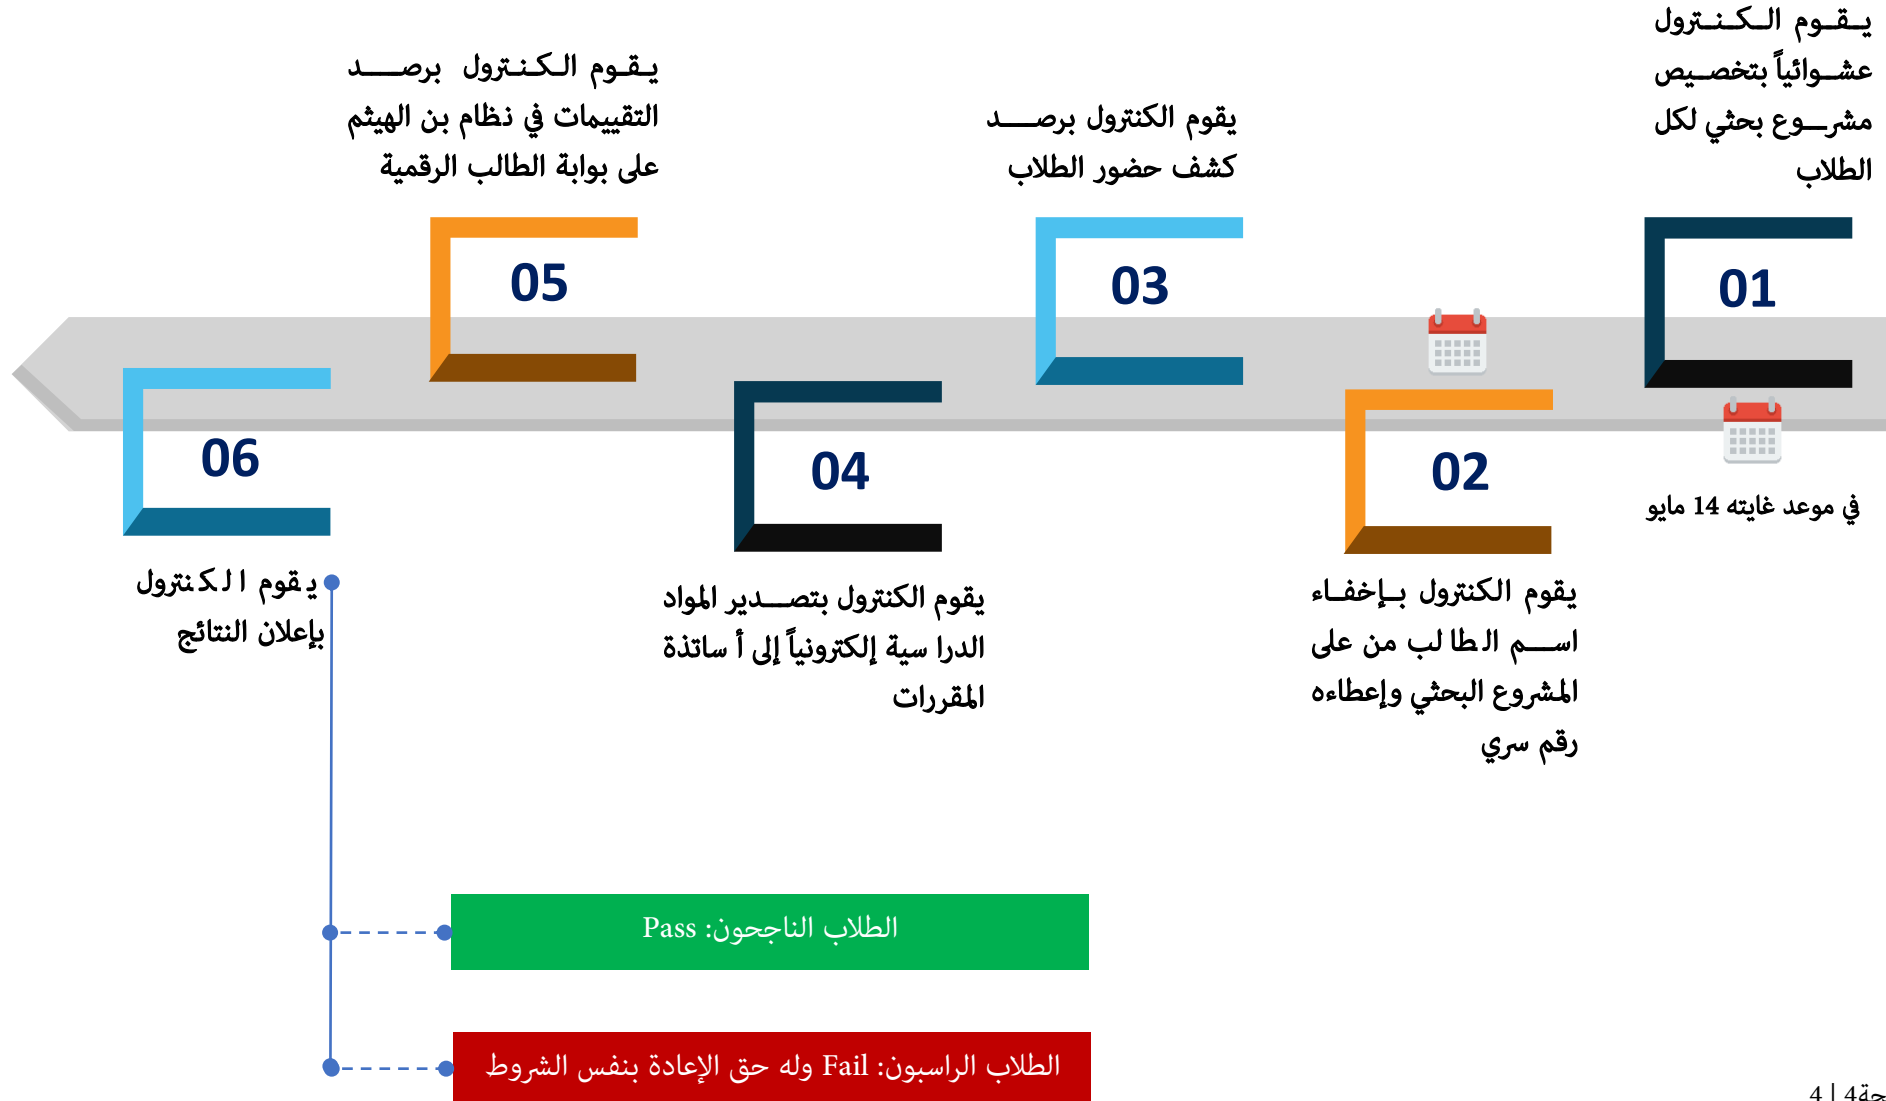 يقوم الكنترول
عشوائياً بتخصيص
مشروع بحثي لكل
الطلاب
01
في موعد غايته 14 مايو
02
يقوم الكنترول بإخفاء
اسم الطالب من على
المشروع البحثي وإعطاءه
رقم سري
يقوم الكنترول برصد
كشف حضور الطلاب
03
04
يقوم الكنترول بتصدير المواد
الدراسية إلكترونياً إلى أساتذة
المقررات
يقوم الكنترول برصد
التقييمات في نظام بن الهيثم
على بوابة الطالب الرقمية
05
06
يقوم الكنترول
بإعلان النتائج
الطلاب الناجحون: Pass
الطلاب الراسبون: Fail وله حق الإعادة بنفس الشروط
4 | 4